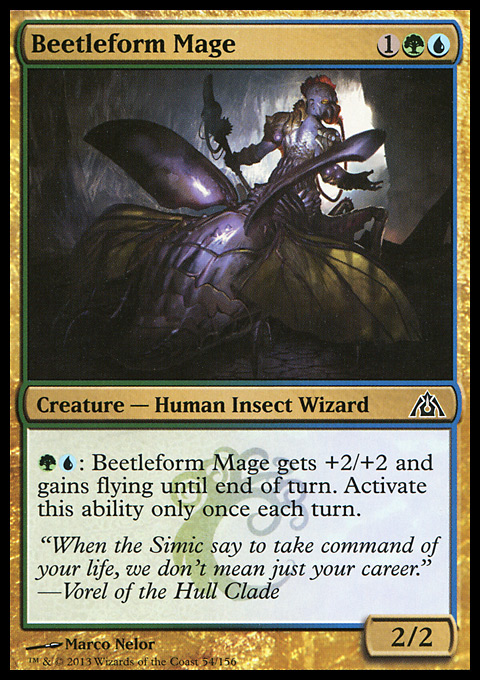 Beetleform Mage 1
Creature — Human Insect Wizard
: Beetleform Mage gets +2/+2 and
gains flying until end of turn. Activate
this ability only once each turn.
“When the Simic say to take command of
your life, we don’t mean just your career.”
—Vorel of the Hull Clade
2/2
Marco Nelor
™ & © 2013 Wizards of the Coast 54/156